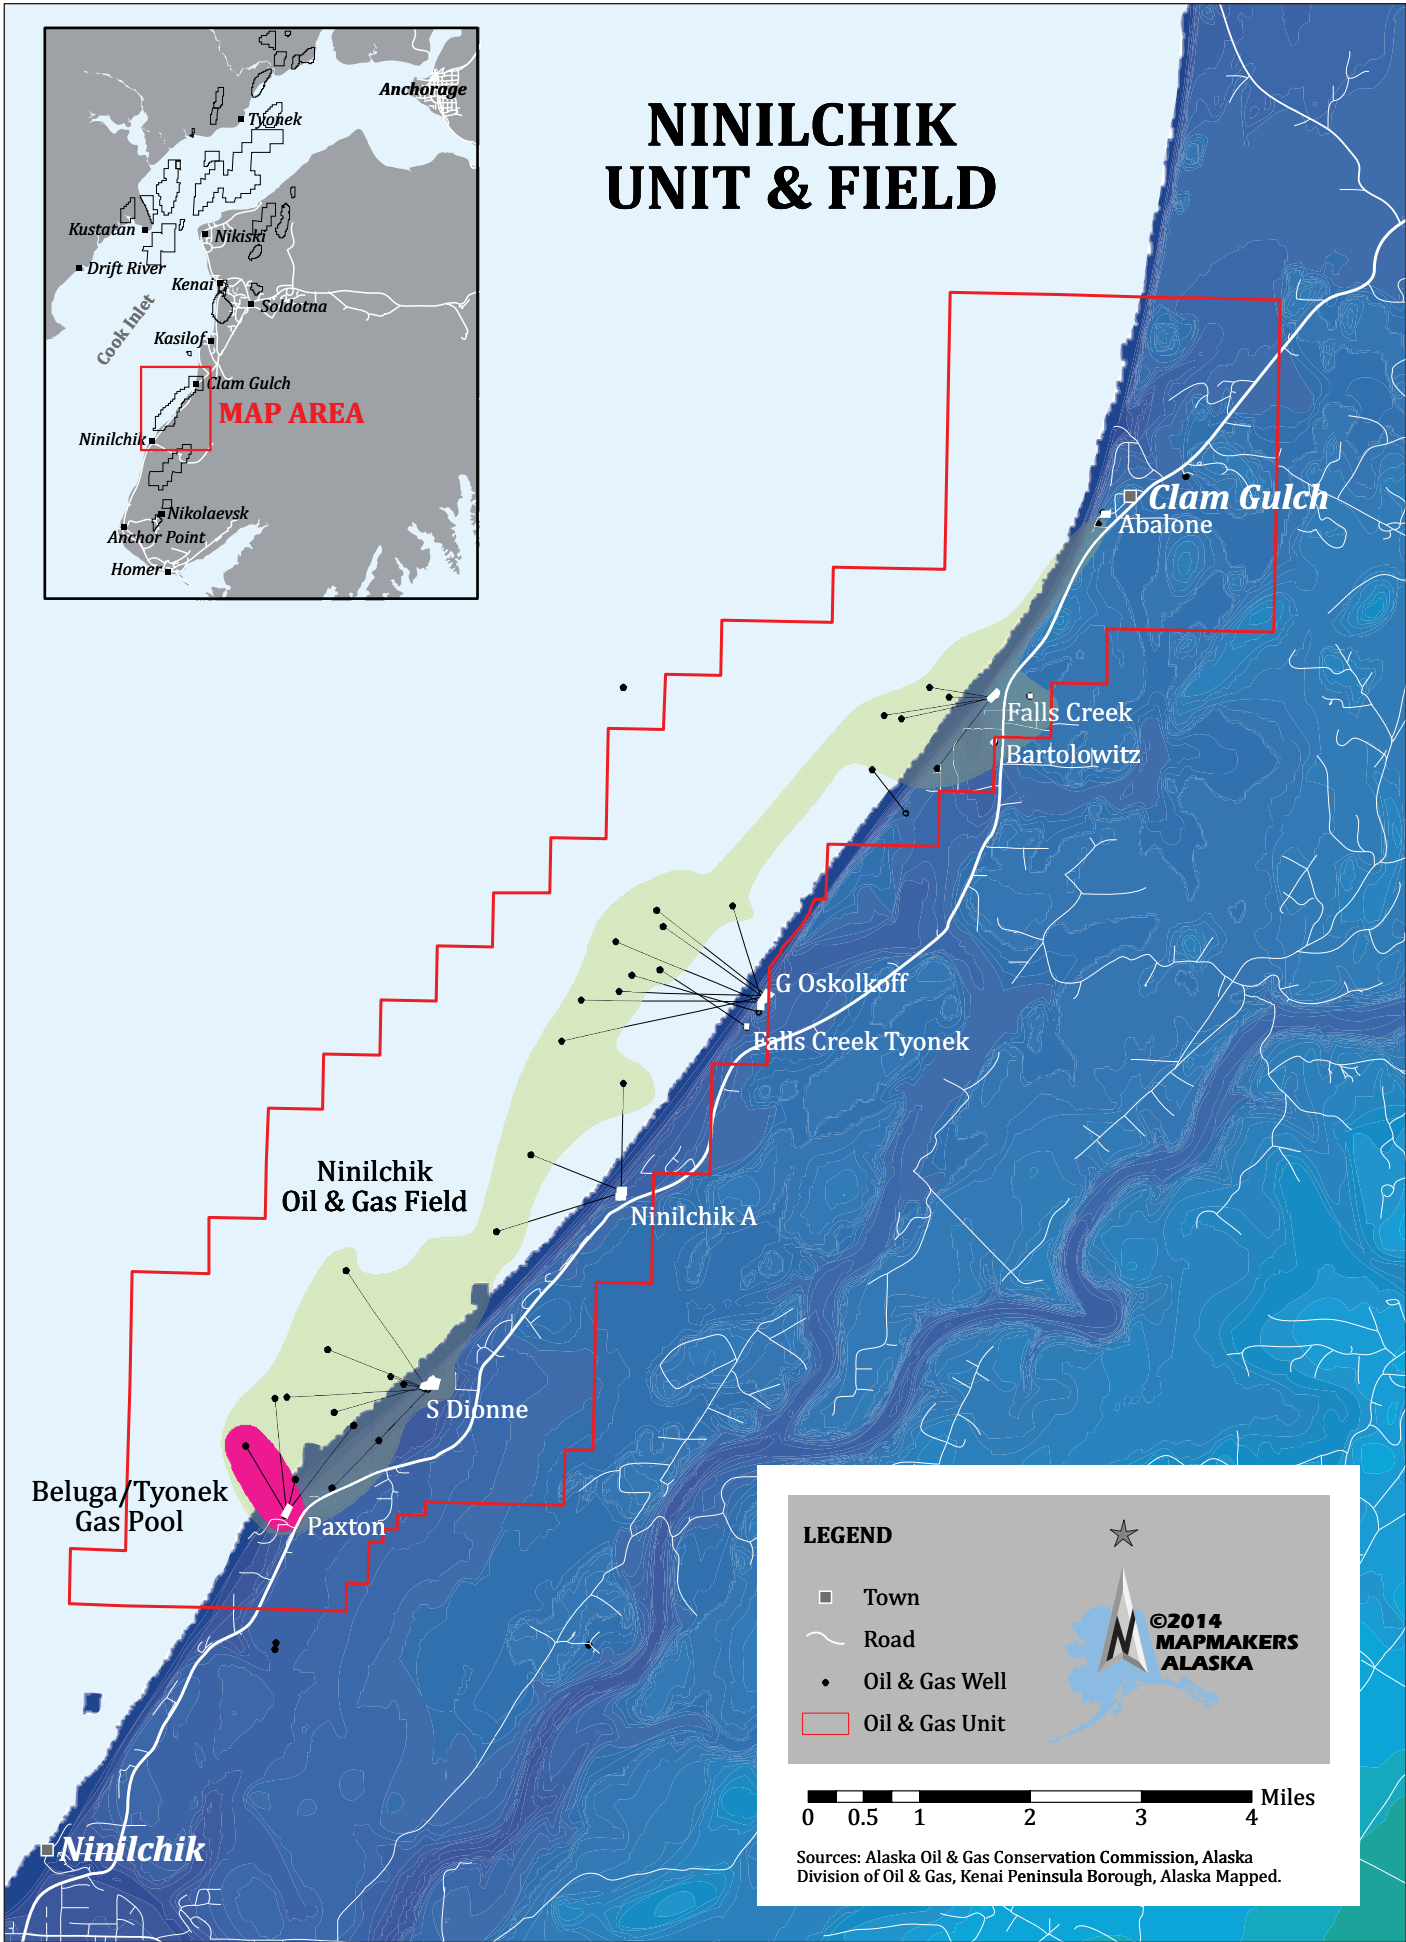 NINILCHIK
UNIT & FIELD
Anchorage
Tyonek
Kustatan
Nikiski
Drift River
Kenai
Soldotna
Cook Inlet
Kasilof
Clam Gulch
MAP AREA
Ninilchik
Nikolaevsk
Anchor Point
Homer
Clam Gulch
Abalone
Falls Creek
Bartolowitz
G Oskolkoff
Falls Creek Tyonek
Ninilchik
Oil & Gas Field
Ninilchik A
S Dionne
Beluga/Tyonek
Gas Pool
Paxton
Ninilchik
LEGEND
Town
Road
Oil & Gas Well
Oil & Gas Unit
N
©2014
MAPMAKERS
ALASKA
Miles
0 0.5 1 2 3 4
Sources: Alaska Oil & Gas Conservation Commission, Alaska
Division of Oil & Gas, Kenai Peninsula Borough, Alaska Mapped.